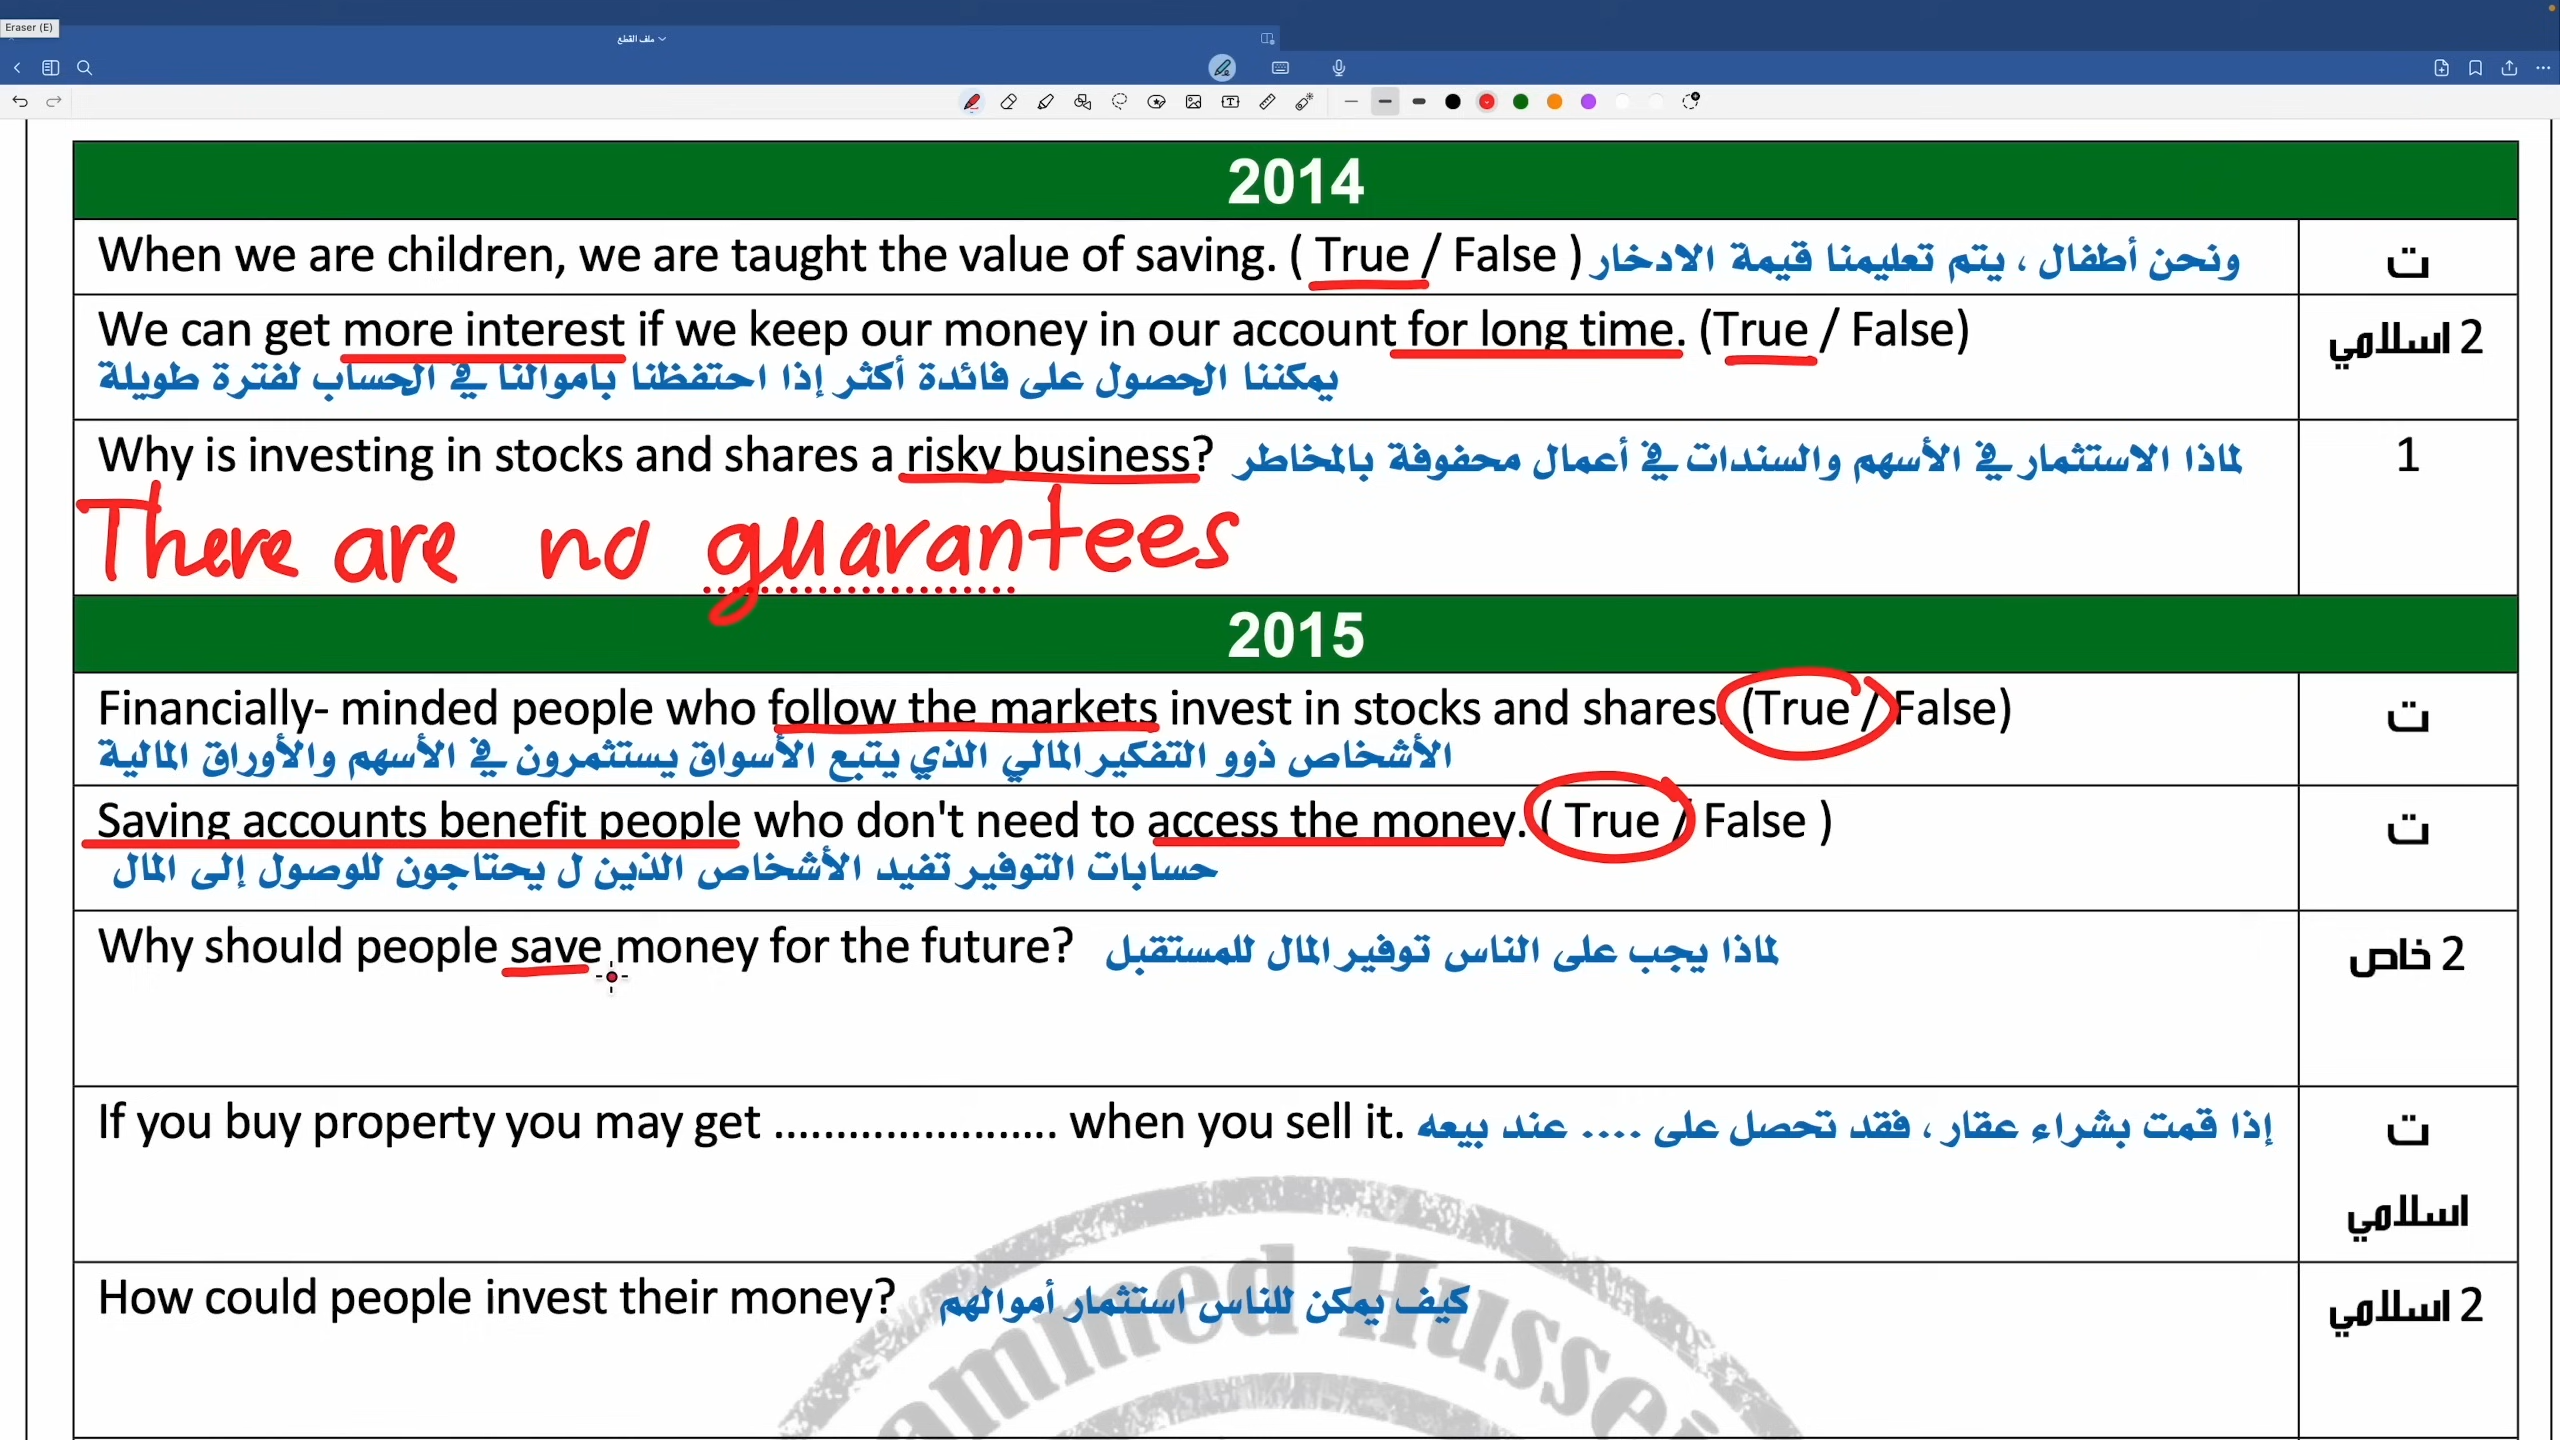 Eraser (E)
ملف القطع
2014
When we are children, we are taught the value of saving. ( True / False ) ونحن أطفال ، يتم تعليمنا قيمة الادخار
ت
We can get more interest if we keep our money in our account for long time. (True / False)
2 اسلامي
يمكننا الحصول على فائدة أكثر إذا احتفظنا بأموالنا في الحساب لفترة طويلة
Why is investing in stocks and shares a risky business? لماذا الاستثمار في الأسهم والسندات في أعمال محفوفة بالمخاطر
1
There are no guarantees
2015
Financially- minded people who follow the markets invest in stocks and shares. (True / False)
ت
الأشخاص ذوو التفكير المالي الذي يتبع الأسواق يستثمرون في الأسهم والأوراق المالية
Saving accounts benefit people who don't need to access the money. ( True / False )
ت
حسابات التوفير تفيد الأشخاص الذين ل يحتاجون للوصول إلى المال
Why should people save money for the future? لماذا يجب على الناس توفير المال للمستقبل
2 خاص
If you buy property you may get ....................... when you sell it. إذا قمت بشراء عقار ، فقد تحصل على .... عند بيعه
ت
اسلامي
How could people invest their money? كيف يمكن للناس استثمار أموالهم
2 اسلامي